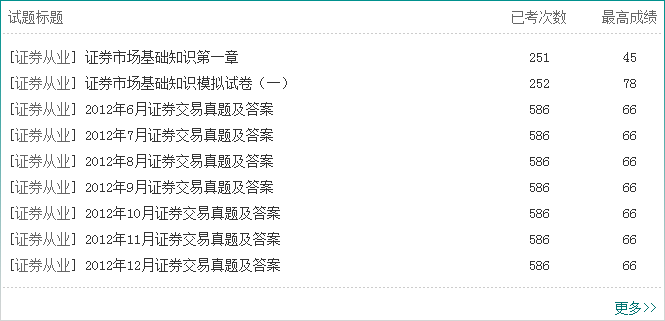 试题标题 已考次数 最高成绩
[证券从业] 证券市场基础知识第一章 251 45
[证券从业] 证券市场基础知识模拟试卷（一） 252 78
[证券从业] 2012年6月证券交易真题及答案 586 66
[证券从业] 2012年7月证券交易真题及答案 586 66
[证券从业] 2012年8月证券交易真题及答案 586 66
[证券从业] 2012年9月证券交易真题及答案 586 66
[证券从业] 2012年10月证券交易真题及答案 586 66
[证券从业] 2012年11月证券交易真题及答案 586 66
[证券从业] 2012年12月证券交易真题及答案 586 66
更多>>